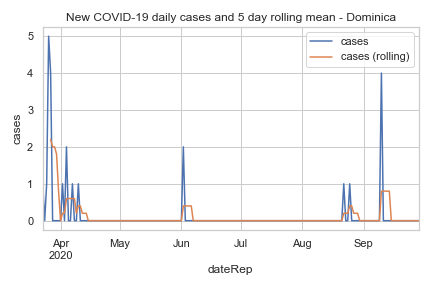 New COVID-19 daily cases and 5 day rolling mean - Dominica
cases
cases (rolling)
5
4
3
2
1
0
cases
Apr
2020
May
Jun
Jul
Aug
Sep
dateRep